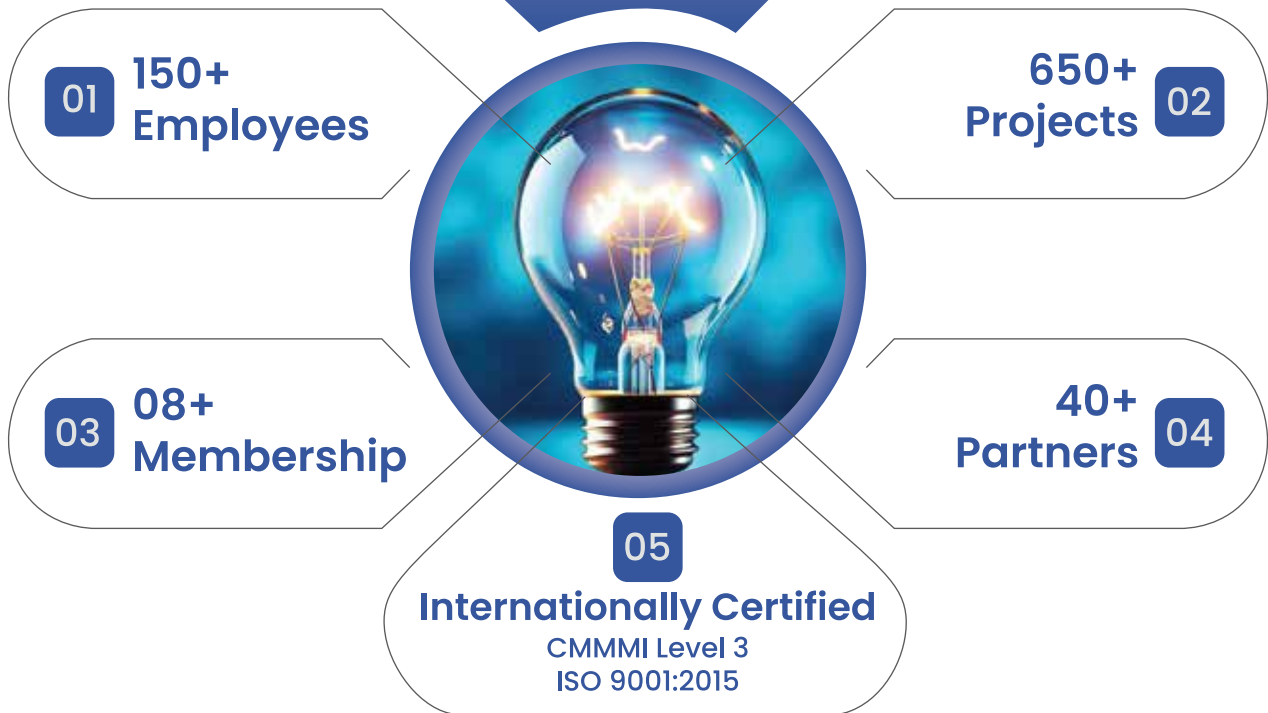 01
150+
Employees
650+
Projects
02
03
08+
Membership
40+
Partners
04
05
Internationally Certified
CMMMI Level 3
ISO 9001:2015